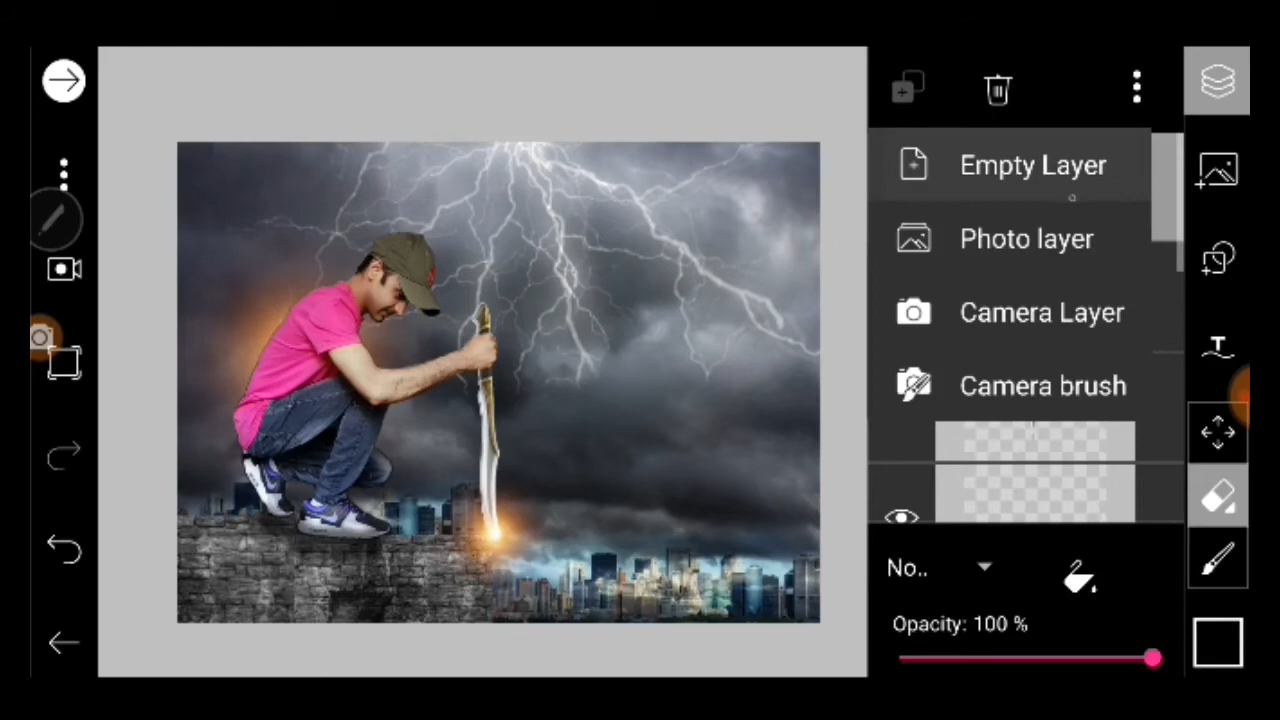 Empty Layer
Photo layer
Camera Layer
Camera brush
No..
Opacity: 100 %